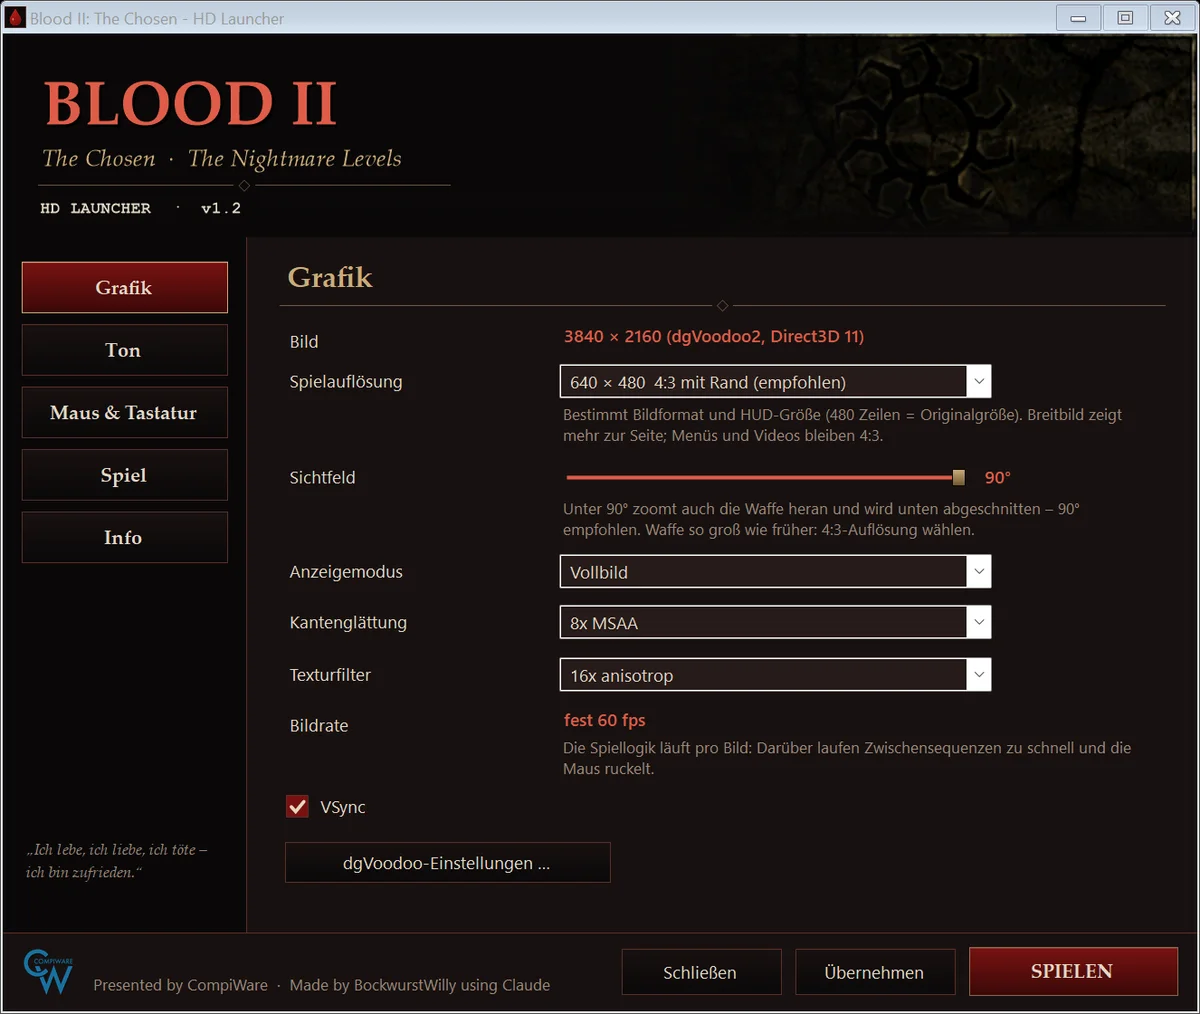 Blood II: The Chosen - HD Launcher
BLOOD II
The Chosen · The Nightmare Levels
HD LAUNCHER · v1.2
Grafik
Ton
Maus & Tastatur
Spiel
Info
„Ich lebe, ich liebe, ich töte –
ich bin zufrieden.“
Grafik
Bild
3840 × 2160 (dgVoodoo2, Direct3D 11)
Spielauflösung
640 × 480 4:3 mit Rand (empfohlen)
Bestimmt Bildformat und HUD-Größe (480 Zeilen = Originalgröße). Breitbild zeigt
mehr zur Seite; Menüs und Videos bleiben 4:3.
Sichtfeld
90°
Unter 90° zoomt auch die Waffe heran und wird unten abgeschnitten – 90°
empfohlen. Waffe so groß wie früher: 4:3-Auflösung wählen.
Anzeigemodus
Vollbild
Kantenglättung
8x MSAA
Texturfilter
16x anisotrop
Bildrate
fest 60 fps
Die Spiellogik läuft pro Bild: Darüber laufen Zwischensequenzen zu schnell und die
Maus ruckelt.
VSync
dgVoodoo-Einstellungen ...
COMPIWARE
CW
Presented by CompiWare · Made by BockwurstWilly using Claude
Schließen
Übernehmen
SPIELEN